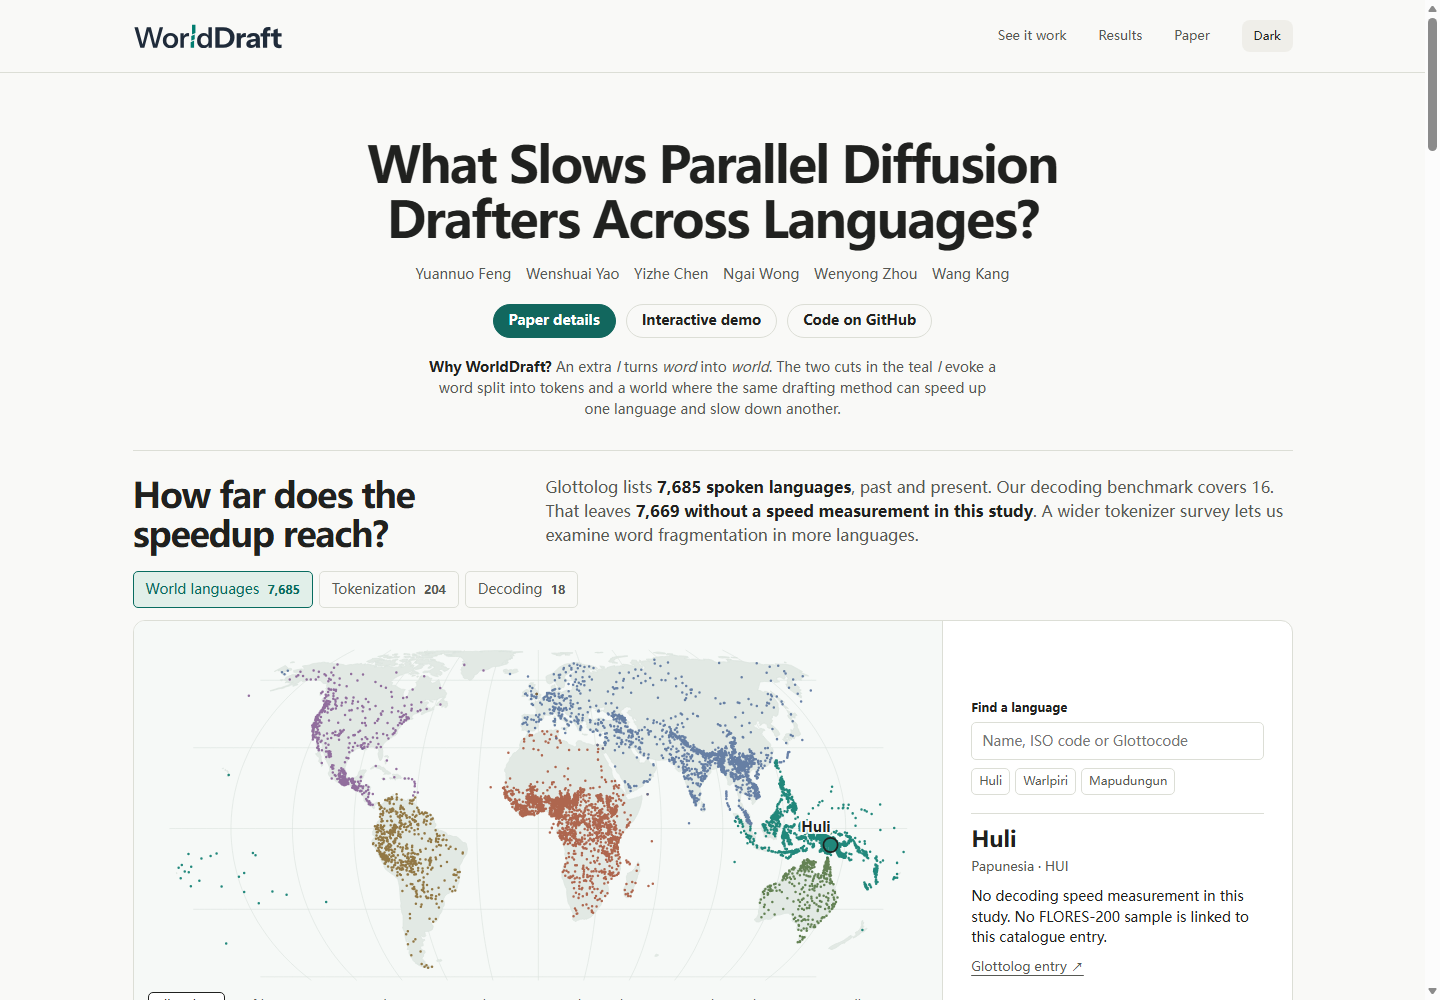 WorldDraft
See it work
Results
Paper
Dark
What Slows Parallel Diffusion
Drafters Across Languages?
Yuannuo Feng Wenshuai Yao Yizhe Chen Ngai Wong Wenyong Zhou Wang Kang
Paper details
Interactive demo
Code on GitHub
Why WorldDraft? An extra l turns word into world. The two cuts in the teal l evoke a
word split into tokens and a world where the same drafting method can speed up
one language and slow down another.
How far does the
speedup reach?
Glottolog lists 7,685 spoken languages, past and present. Our decoding benchmark covers 16.
That leaves 7,669 without a speed measurement in this study. A wider tokenizer survey lets us
examine word fragmentation in more languages.
World languages 7,685
Tokenization 204
Decoding 18
Huli
Find a language
Name, ISO code or Glottocode
Huli
Warlpiri
Mapudungun
Huli
Papunesia · HUI
No decoding speed measurement in this
study. No FLORES-200 sample is linked to
this catalogue entry.
Glottolog entry ↗